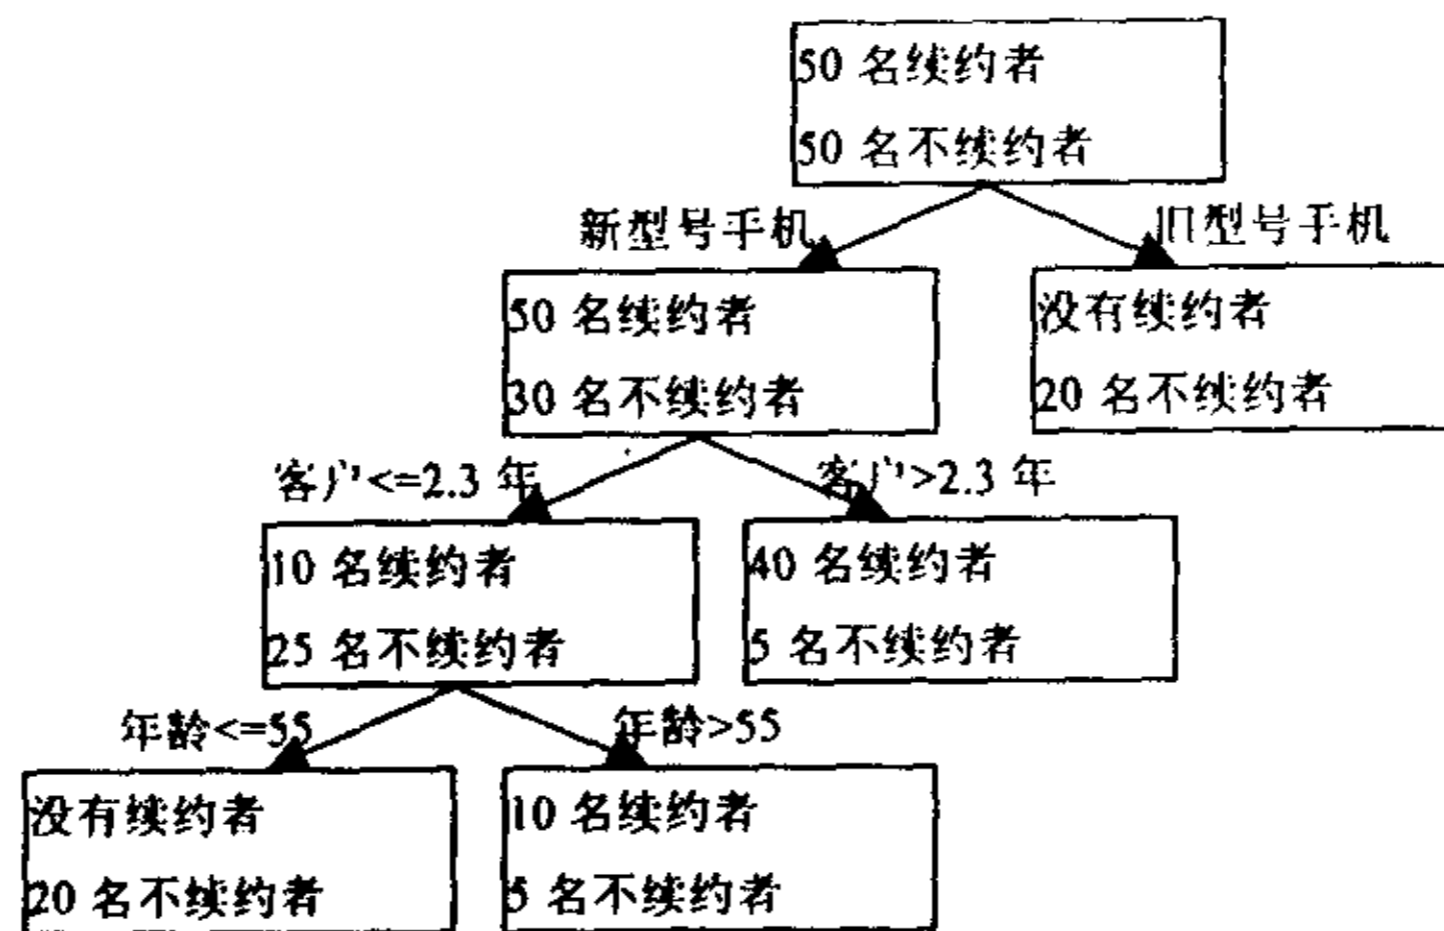 50 名续约者
50 名不续约者
新型号手机
旧型号手机
50 名续约者
30 名不续约者
没有续约者
20 名不续约者
客户<=2.3 年
客户>2.3 年
10 名续约者
25 名不续约者
40 名续约者
5 名不续约者
年龄<=55
年龄>55
没有续约者
20 名不续约者
10 名续约者
5 名不续约者